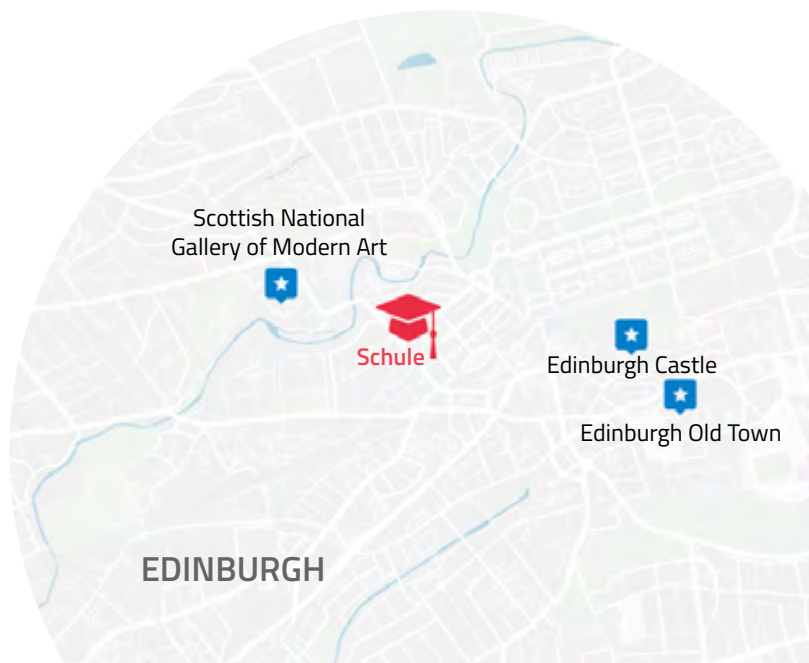 Scottish National
Gallery of Modern Art
Schule
Edinburgh Castle
Edinburgh Old Town
EDINBURGH